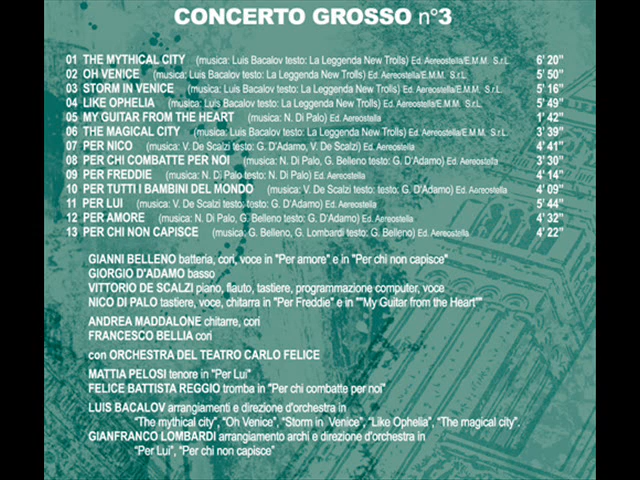 CONCERTO GROSSO n°3
01 THE MYTHICAL CITY (musica: Luis Bacalov testo: La Leggenda New Trolls) Ed. Aereostella/E.M.M. S.r.L. 6' 20"
02 OH VENICE (musica: Luis Bacalov testo: La Leggenda New Trolls) Ed. Aereostella/E.M.M. S.r.L. 5' 50"
03 STORM IN VENICE (musica: Luis Bacalov testo: La Leggenda New Trolls) Ed. Aereostella/E.M.M. S.r.L. 5' 16"
04 LIKE OPHELIA (musica: Luis Bacalov testo: La Leggenda New Trolls) Ed. Aereostella/E.M.M. S.r.L. 5' 49"
05 MY GUITAR FROM THE HEART (musica: N. Di Palo) Ed. Aereostella 1' 42"
06 THE MAGICAL CITY (musica: Luis Bacalov testo: La Leggenda New Trolls) Ed. Aereostella/E.M.M. S.r.L. 3' 39"
07 PER NICO (musica: V. De Scalzi testo: G. D'Adamo, V. De Scalzi) Ed. Aereostella 4' 41"
08 PER CHI COMBATTE PER NOI (musica: N. Di Palo, G. Belleno testo: G. D'Adamo) Ed. Aereostella 3' 30"
09 PER FREDDIE (musica: N. Di Palo testo: N. Di Palo) Ed. Aereostella 4' 14"
10 PER TUTTI I BAMBINI DEL MONDO (musica: V. De Scalzi testo: testo: G. D'Adamo) Ed. Aereostella 4' 09"
11 PER LUI (musica: V. De Scalzi testo: testo: G. D'Adamo) Ed. Aereostella 5' 44"
12 PER AMORE (musica: N. Di Palo, G. Belleno testo: G. D'Adamo) Ed. Aereostella 4' 32"
13 PER CHI NON CAPISCE (musica: G. Belleno, G. Lombardi testo: testo: G. Belleno) Ed. Aereostella 4' 22"
GIANNI BELLENO batteria, cori, voce in "Per amore" e in "Per chi non capisco"
GIORGIO D'ADAMO basso
VITTORIO DE SCALZI piano, flauto, tastiere, programmazione computer, voce
NICO DI PALO tastiere, voce, chitarra in "Per Freddie" e in ""My Guitar from the Heart""
ANDREA MADDALONE chitarre, cori
FRANCESCO BELLIA cori
con ORCHESTRA DEL TEATRO CARLO FELICE
MATTIA PELOSI tenore in "Per Lui"
FELICE BATTISTA REGGIO tromba in "Per chi combatte per noi"
LUIS BACALOV arrangiamenti e direzione d'orchestra in
"The mythical city", "Oh Venice", "Storm in Venice", "Like Ophelia", "The magical city".
GIANFRANCO LOMBARDI arrangiamento archi e direzione d'orchestra in
"Per Lui", "Per chi non capisce"